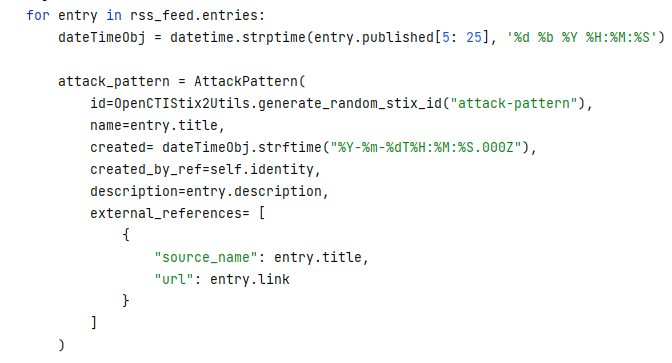 for entry in rss_feed.entries:
    dateTimeObj = datetime.strptime(entry.published[5: 25], '%d %b %Y %H:%M:%S')
    attack_pattern = AttackPattern(
        id=OpenCTIStix2Utils.generate_random_stix_id("attack-pattern"),
        name=entry.title,
        created= dateTimeObj.strftime("%Y-%m-%dT%H:%M:%S.000Z"),
        created_by_ref=self.identity,
        description=entry.description,
        external_references= [
            {
                "source_name": entry.title,
                "url": entry.link
            }
        ]
    )